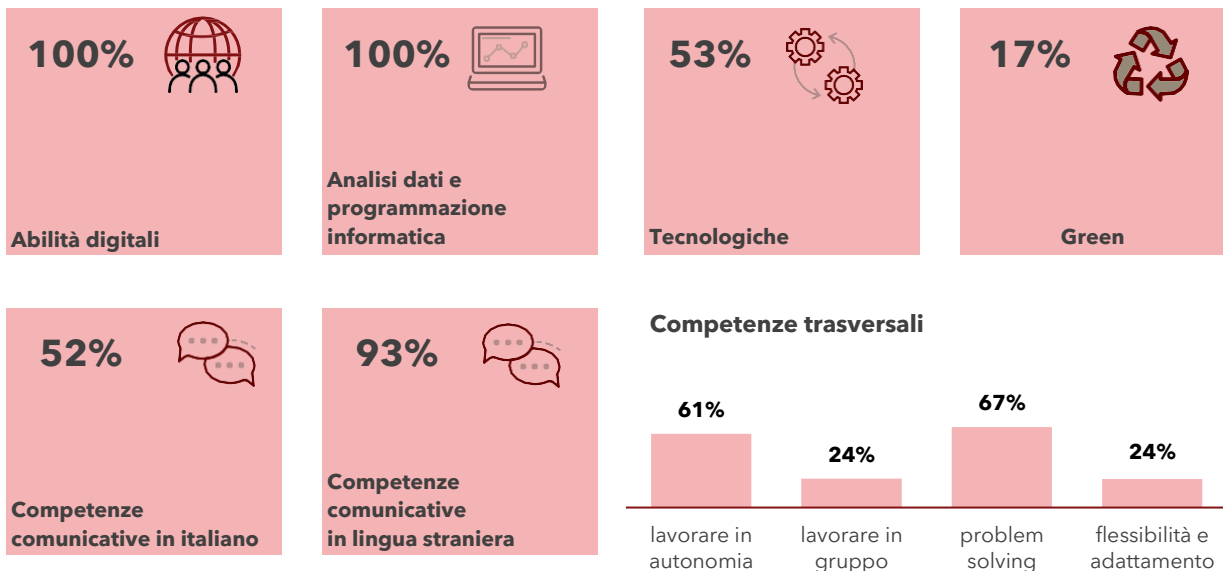 100%
Abilità digitali
100%
Analisi dati e
programmazione
informatica
53%
Tecnologiche
17%
Green
52%
Competenze
comunicative in italiano
93%
Competenze
comunicative
in lingua straniera
Competenze trasversali
61%
24%
67%
24%
lavorare in
autonomia
lavorare in
gruppo
problem
solving
flessibilità e
adattamento